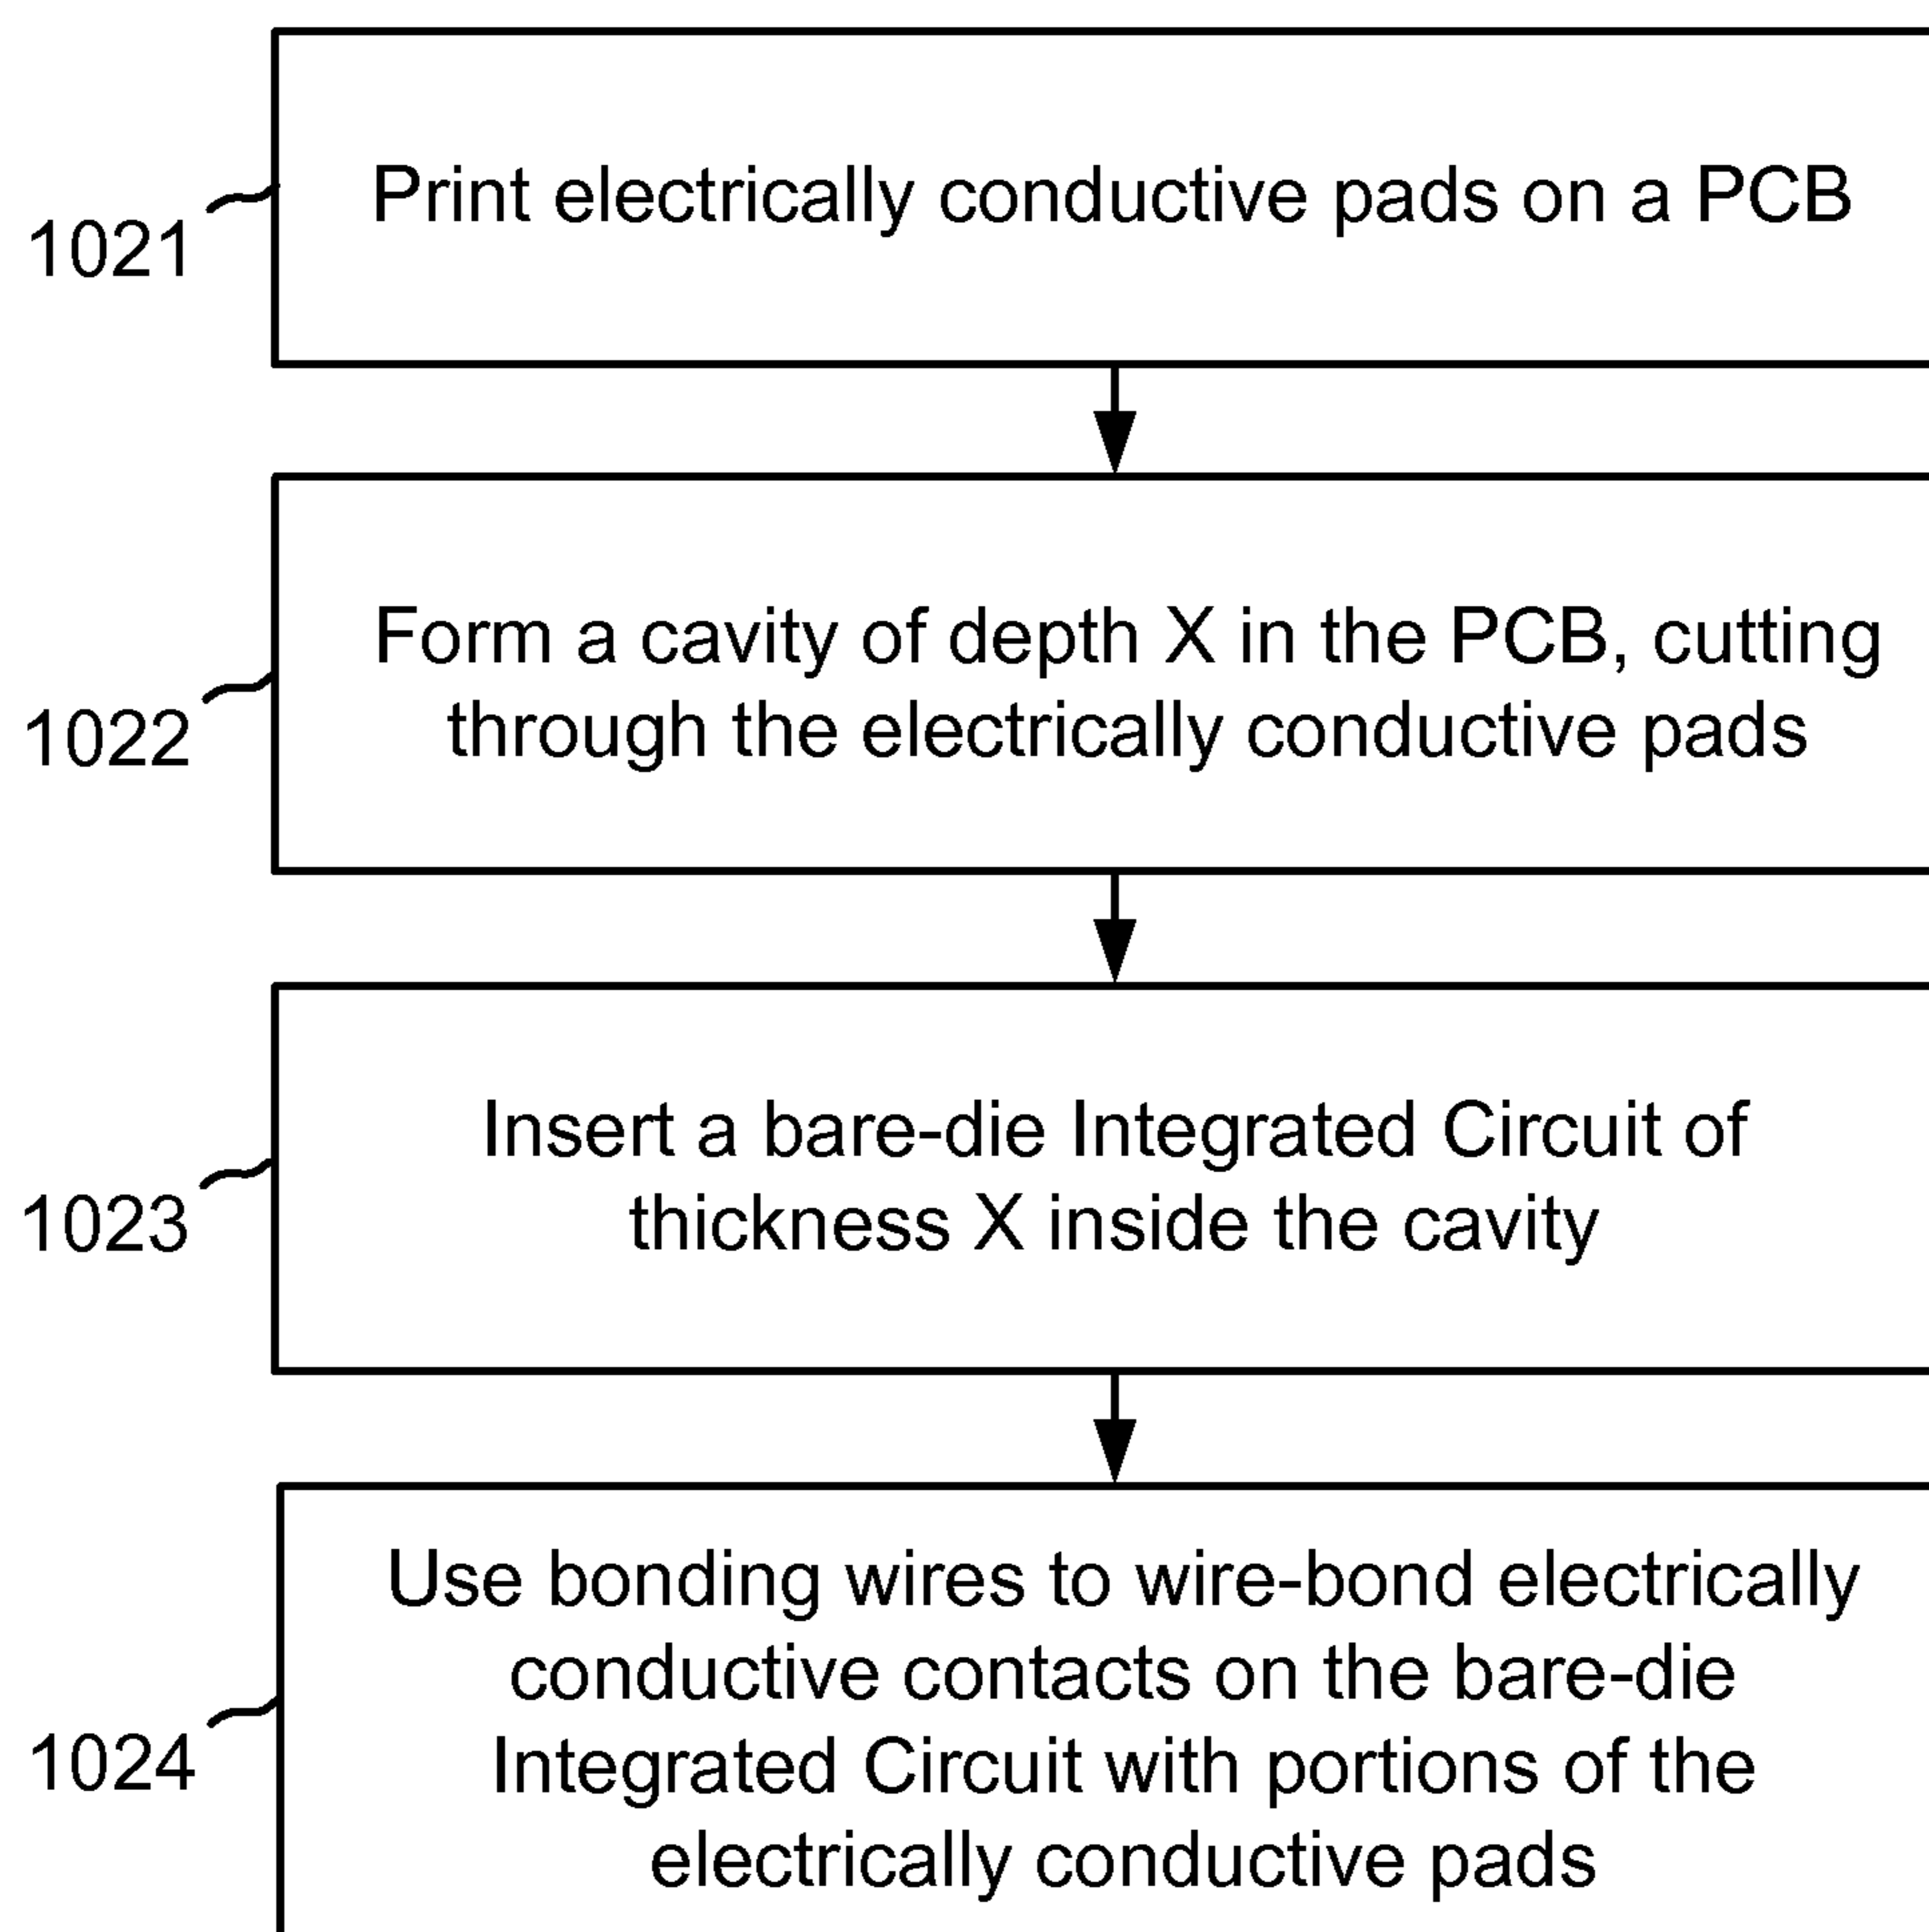 Print electrically conductive pads on a PCB
1021
Form a cavity of depth X in the PCB, cutting
through the electrically conductive pads
1022
Insert a bare-die Integrated Circuit of
thickness X inside the cavity
1023
Use bonding wires to wire-bond electrically
conductive contacts on the bare-die
Integrated Circuit with portions of the
electrically conductive pads
1024